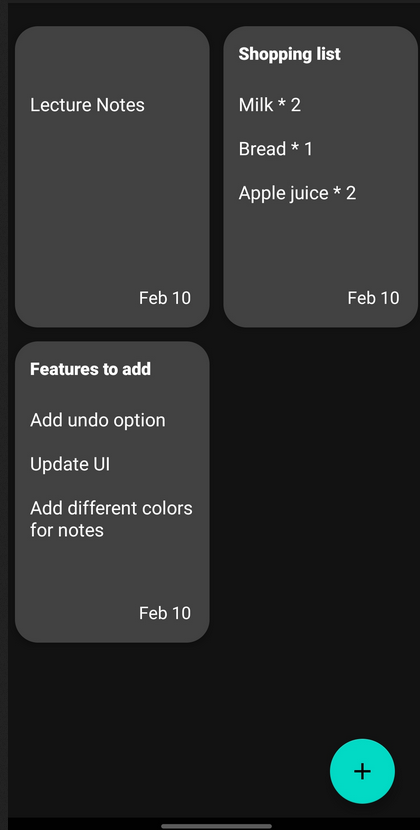 Lecture Notes
Feb 10
Shopping list
Milk * 2
Bread * 1
Apple juice * 2
Feb 10
Features to add
Add undo option
Update UI
Add different colors
for notes
Feb 10
+